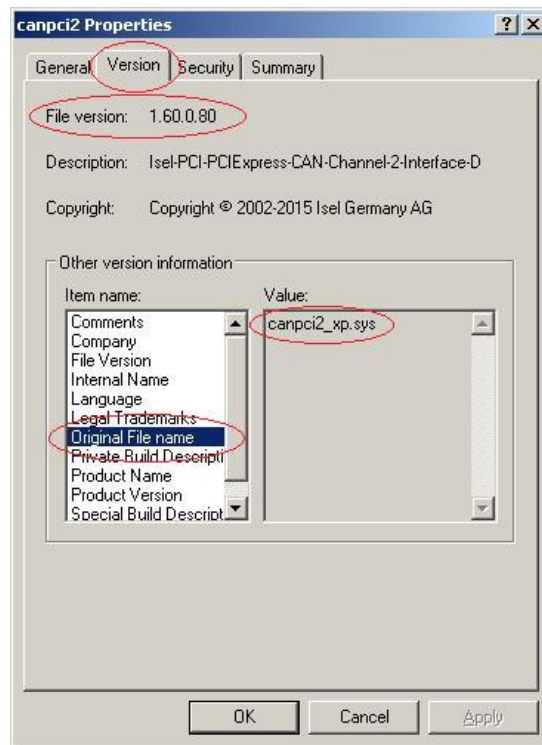 canpci2 Properties
General Version Security Summary
File version: 1.60.0.80
Description: Isel-PCI-PCIExpress-CAN-Channel-2-Interface-D
Copyright: Copyright © 2002-2015 Isel Germany AG
Other version information
Item name: Value:
Comments canpci2_xp.sys
Company
File Version
Internal Name
Language
Legal Trademarks
Original File name
Private Build Descripti
Product Name
Product Version
Special Build Descript
OK Cancel Apply